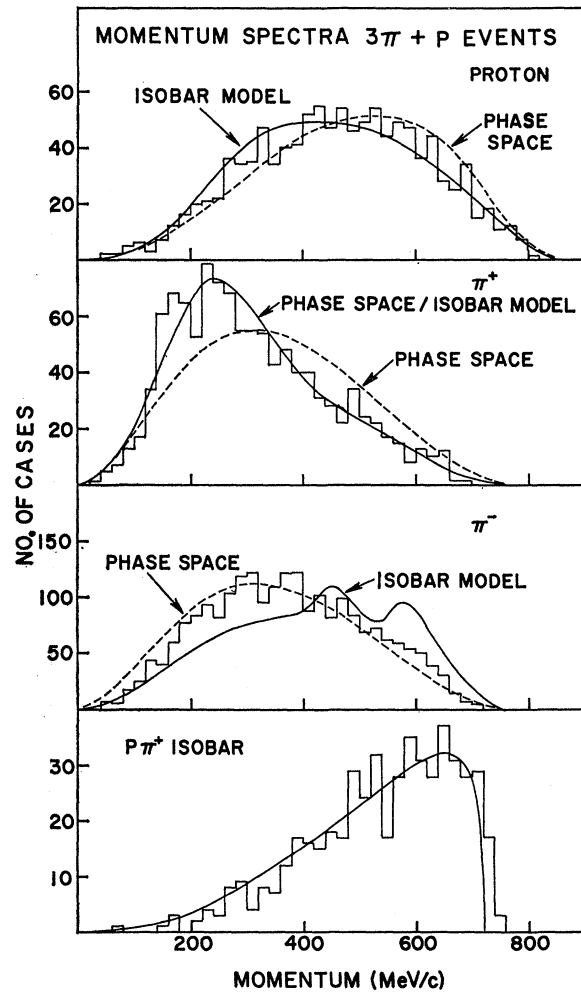 MOMENTUM SPECTRA 3π + P EVENTS
PROTON
ISOBAR MODEL
PHASE
SPACE
60
40
20
π+
PHASE SPACE/ISOBAR MODEL
PHASE SPACE
60
40
20
NO. OF CASES
π-
150
PHASE SPACE
ISOBAR MODEL
100
50
Pπ+ ISOBAR
30
20
10
200
400
600
800
MOMENTUM (MeV/c)